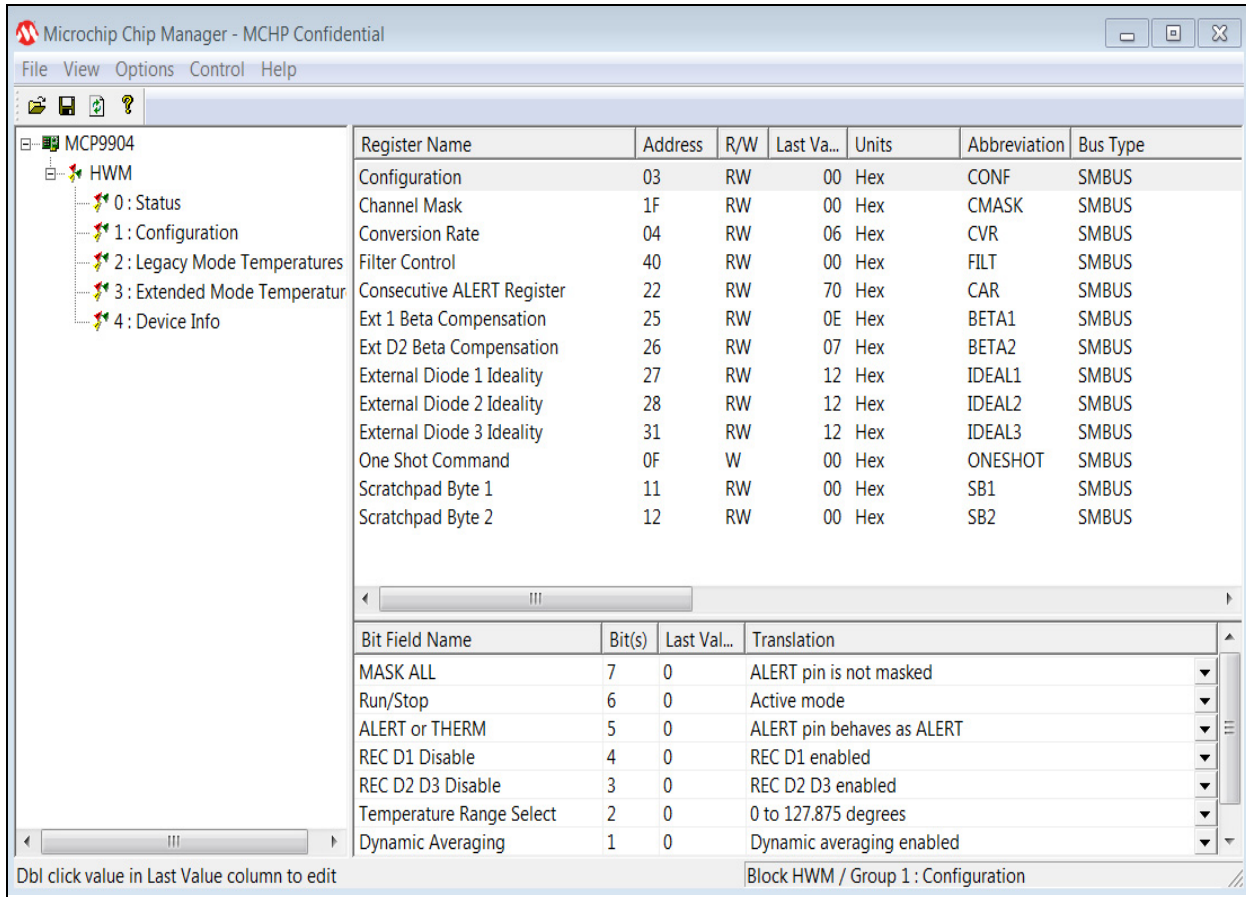 Microchip Chip Manager - MCHP Confidential
File View Options Control Help
MCP9904
HWM
0 : Status
1 : Configuration
2 : Legacy Mode Temperatures
3 : Extended Mode Temperatur
4 : Device Info
Register Name Address R/W Last Va... Units Abbreviation Bus Type
Configuration 03 RW 00 Hex CONF SMBUS
Channel Mask 1F RW 00 Hex CMASK SMBUS
Conversion Rate 04 RW 06 Hex CVR SMBUS
Filter Control 40 RW 00 Hex FILT SMBUS
Consecutive ALERT Register 22 RW 70 Hex CAR SMBUS
Ext 1 Beta Compensation 25 RW 0E Hex BETA1 SMBUS
Ext D2 Beta Compensation 26 RW 07 Hex BETA2 SMBUS
External Diode 1 Ideality 27 RW 12 Hex IDEAL1 SMBUS
External Diode 2 Ideality 28 RW 12 Hex IDEAL2 SMBUS
External Diode 3 Ideality 31 RW 12 Hex IDEAL3 SMBUS
One Shot Command 0F W 00 Hex ONESHOT SMBUS
Scratchpad Byte 1 11 RW 00 Hex SB1 SMBUS
Scratchpad Byte 2 12 RW 00 Hex SB2 SMBUS
Bit Field Name Bit(s) Last Val... Translation
MASK ALL 7 0 ALERT pin is not masked
Run/Stop 6 0 Active mode
ALERT or THERM 5 0 ALERT pin behaves as ALERT
REC D1 Disable 4 0 REC D1 enabled
REC D2 D3 Disable 3 0 REC D2 D3 enabled
Temperature Range Select 2 0 0 to 127.875 degrees
Dynamic Averaging 1 0 Dynamic averaging enabled
Dbl click value in Last Value column to edit
Block HWM / Group 1 : Configuration